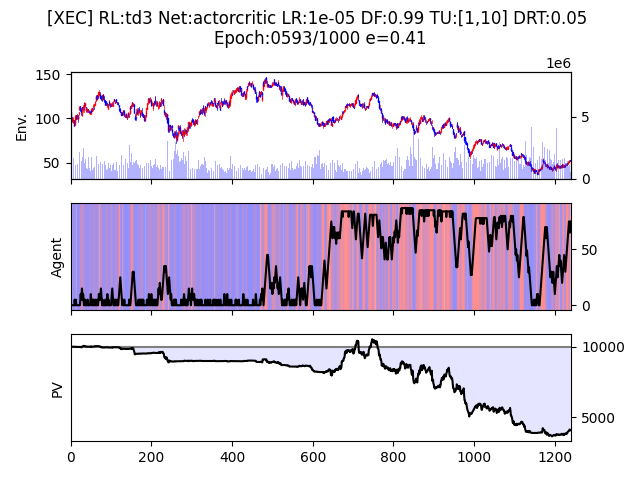 [XEC] RL:td3 Net:actorcritic LR:1e-05 DF:0.99 TU:[1,10] DRT:0.05
Epoch:0593/1000 e=0.41
1e6
150
100
50
Env.
5
0
Agent
50
0
PV
10000
5000
0 200 400 600 800 1000 1200